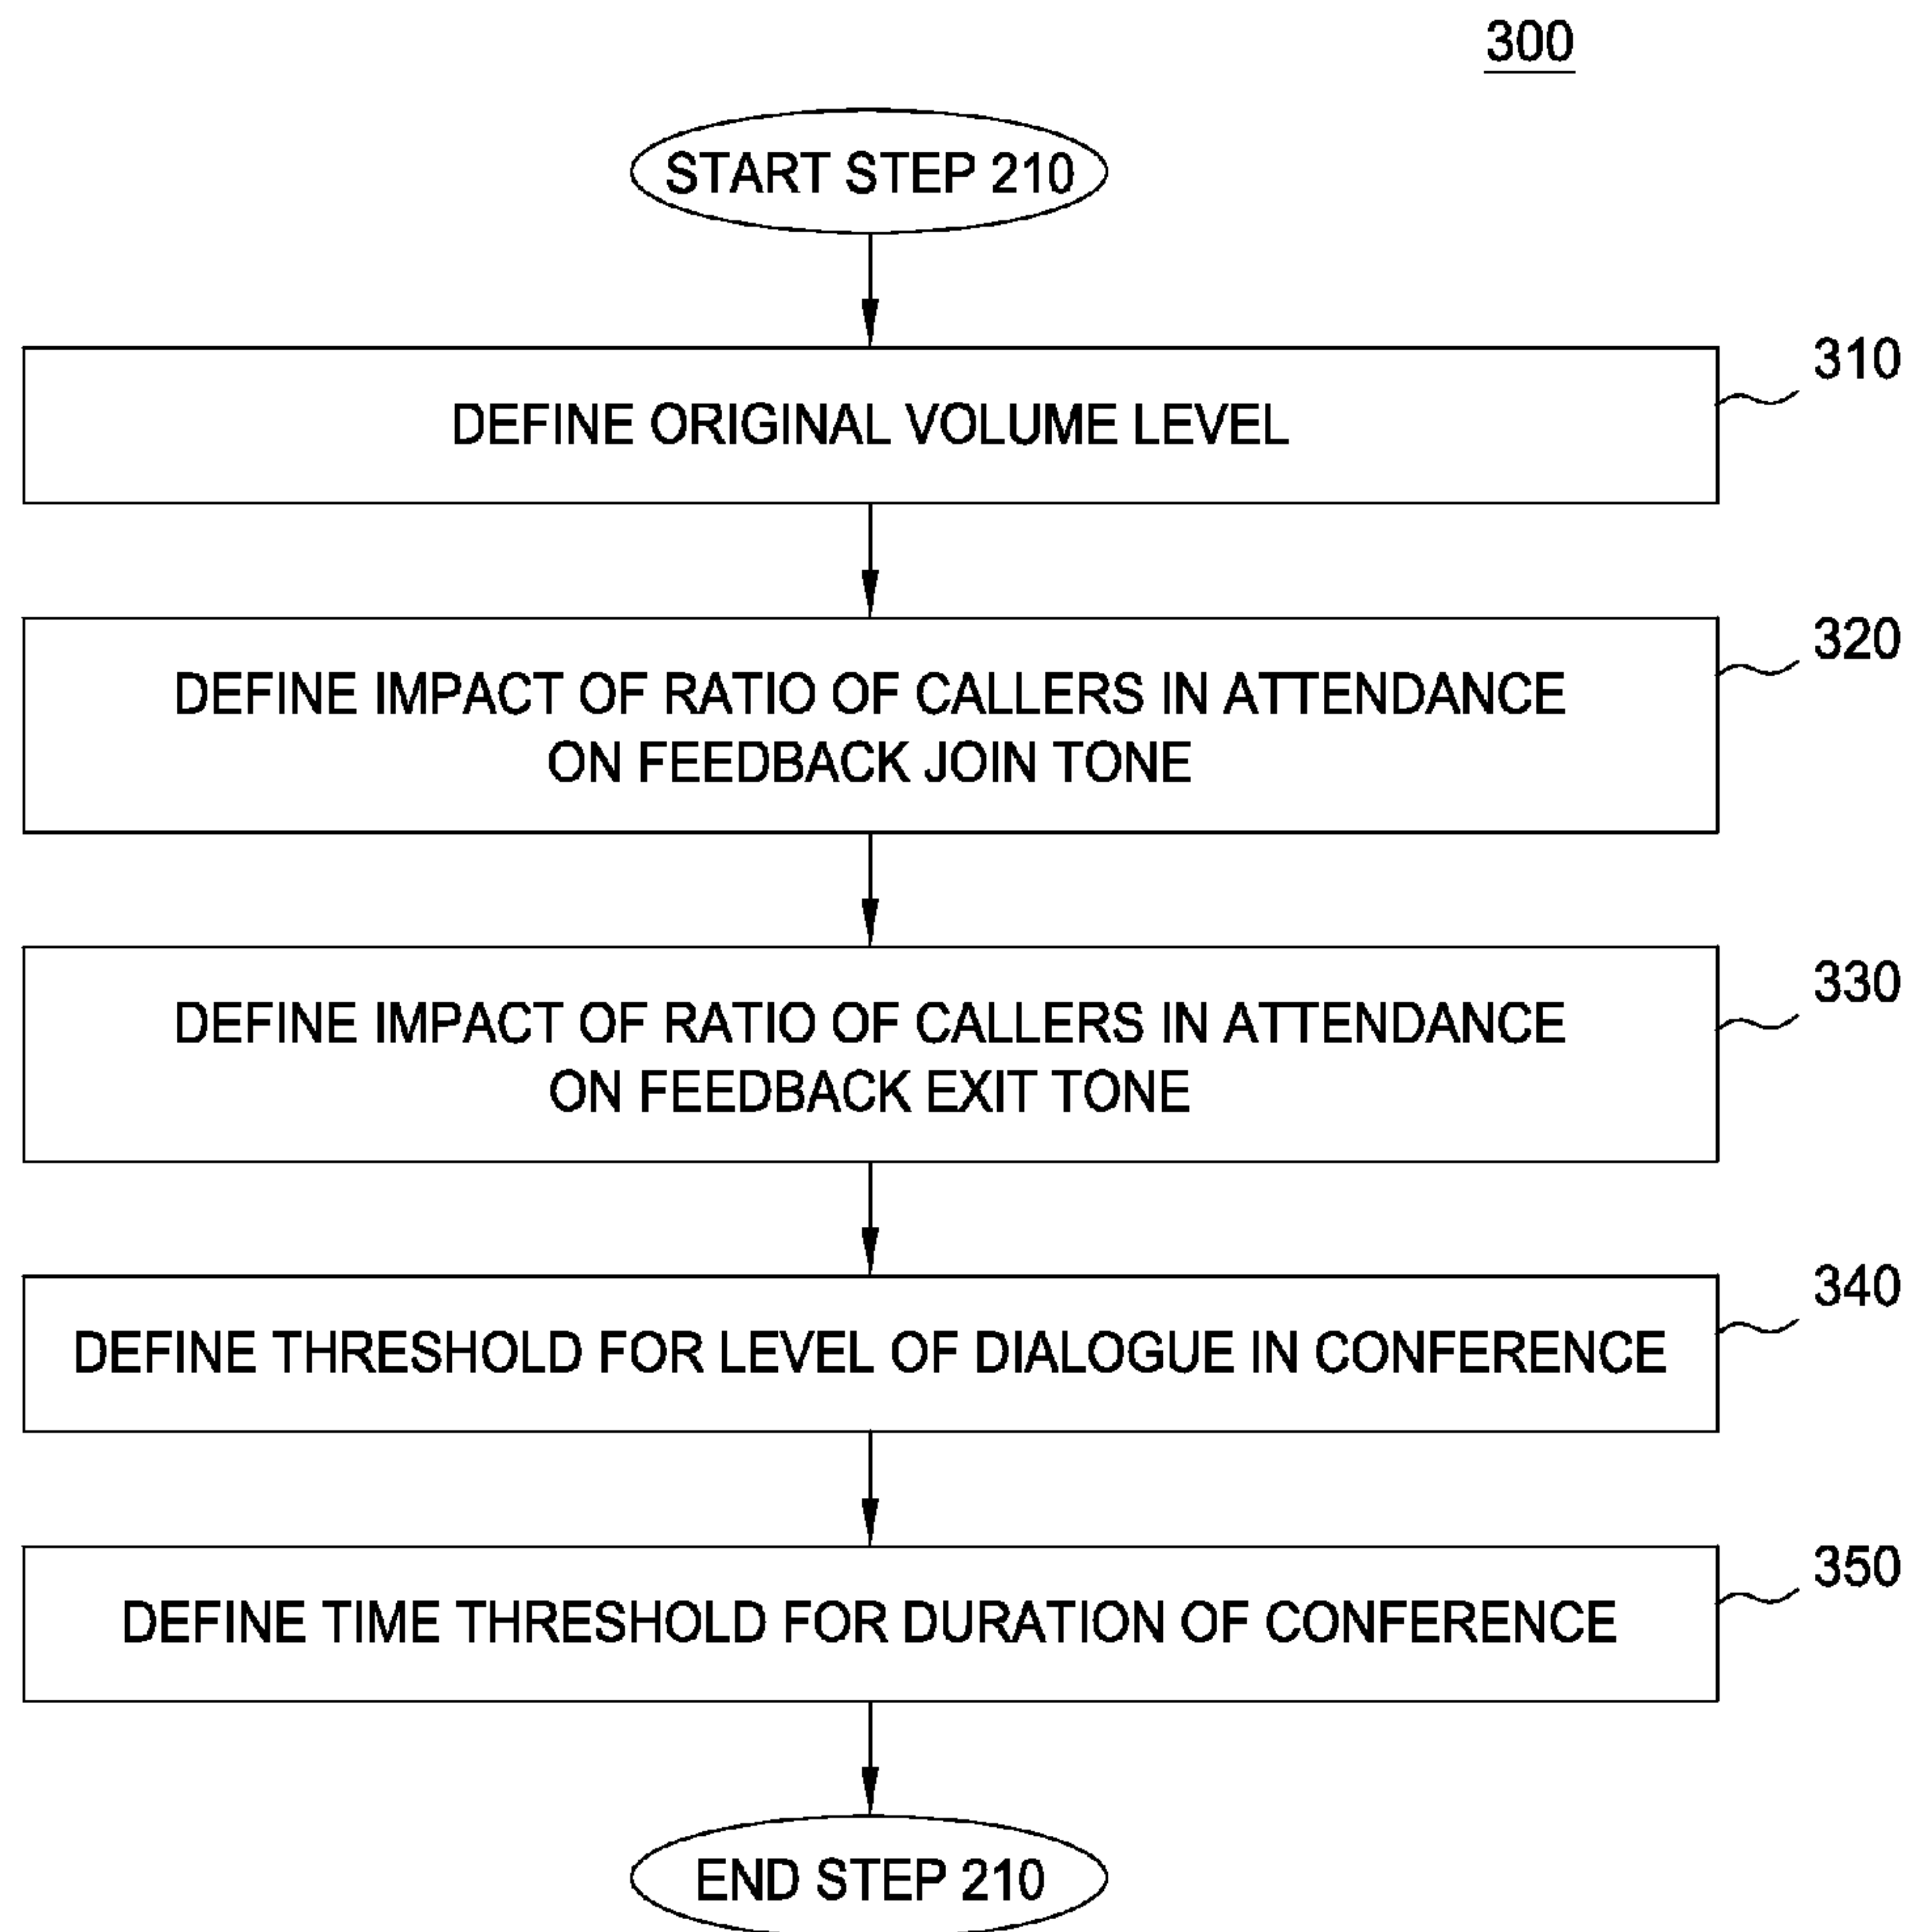 300
START STEP 210
310
DEFINE ORIGINAL VOLUME LEVEL
320
DEFINE IMPACT OF RATIO OF CALLERS IN ATTENDANCE
ON FEEDBACK JOIN TONE
330
DEFINE IMPACT OF RATIO OF CALLERS IN ATTENDANCE
ON FEEDBACK EXIT TONE
340
DEFINE THRESHOLD FOR LEVEL OF DIALOGUE IN CONFERENCE
350
DEFINE TIME THRESHOLD FOR DURATION OF CONFERENCE
END STEP 210